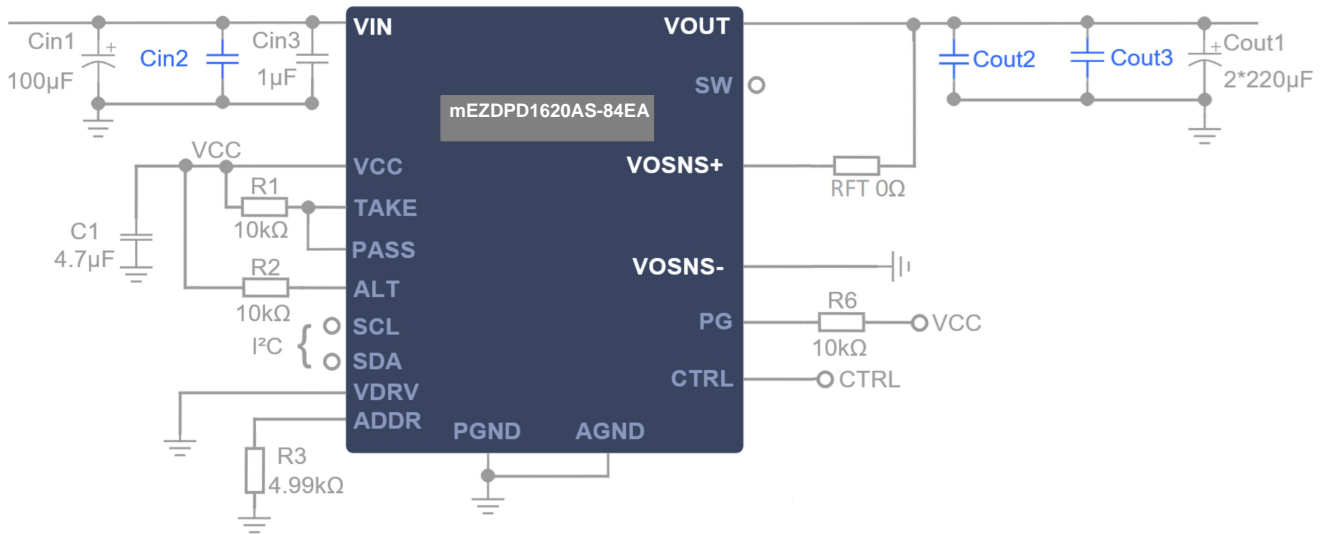 VIN
VOUT
Cin1
+
100µF
Cin2
Cin3
1µF
Cout2
Cout3
+
Cout1
2*220µF
SW
mEZDPD1620AS-84EA
VCC
VCC
VOSNS+
RFT 0Ω
R1
10kΩ
TAKE
PASS
C1
4.7µF
R2
10kΩ
ALT
VOSNS-
I²C
{
SCL
SDA
PG
R6
10kΩ
VCC
VDRV
CTRL
CTRL
ADDR
PGND
AGND
R3
4.99kΩ